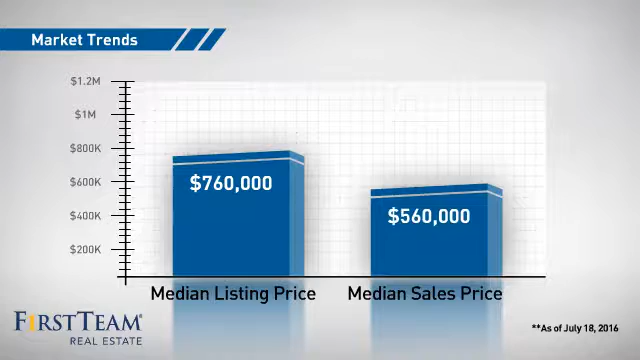 Market Trends
$1.2M
$1M
$800K
$600K
$400K
$200K
$760,000
$560,000
Median Listing Price
Median Sales Price
FIRSTTEAM®
REAL ESTATE
**As of July 18, 2016